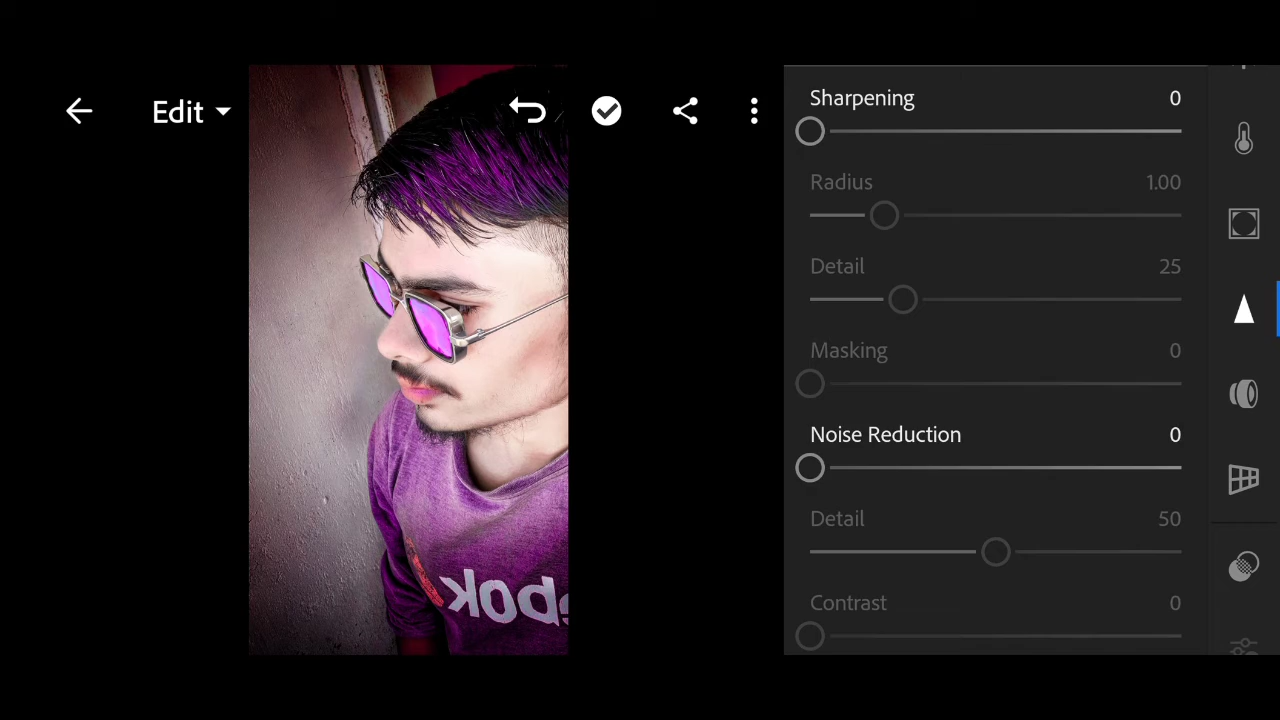 Edit
Sharpening 0
Radius 1.00
Detail 25
Masking 0
Noise Reduction 0
Detail 50
Contrast 0